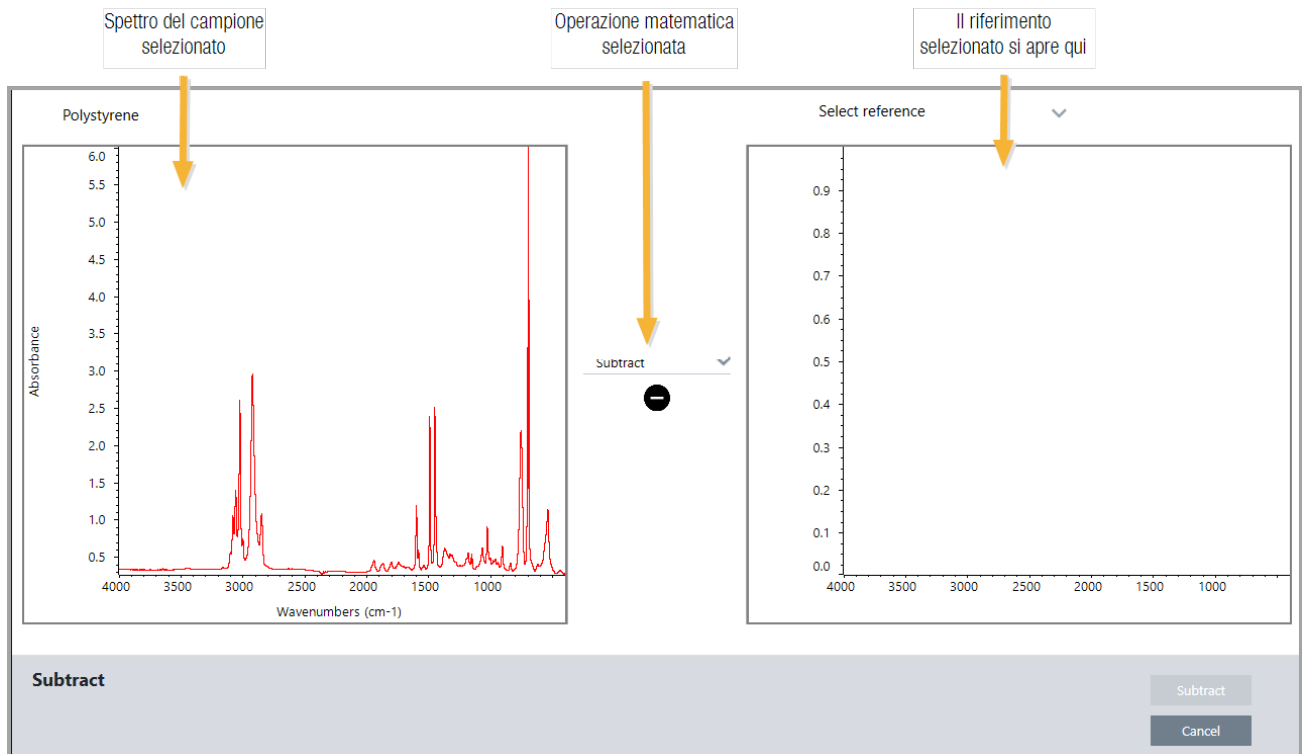 Spettro del campione
selezionato
Operazione matematica
selezionata
Il riferimento
selezionato si apre qui
Polystyrene
Select reference
6.0
5.5
5.0
4.5
4.0
3.5
3.0
2.5
2.0
1.5
1.0
0.5
Absorbance
4000 3500 3000 2500 2000 1500 1000
Wavenumbers (cm-1)
Subtract
0.9
0.8
0.7
0.6
0.5
0.4
0.3
0.2
0.1
0.0
4000 3500 3000 2500 2000 1500 1000
Subtract
Subtract
Cancel